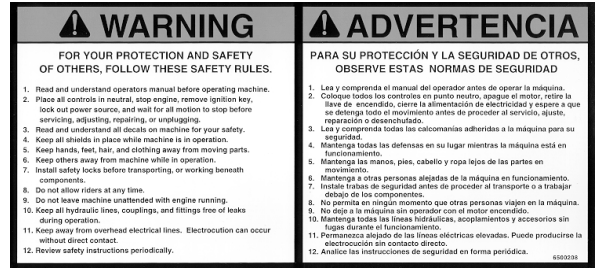 WARNING
FOR YOUR PROTECTION AND SAFETY
OF OTHERS, FOLLOW THESE SAFETY RULES.
1. Read and understand operators manual before operating machine.
2. Place all controls in neutral, stop engine, remove ignition key,
lock out power source, and wait for all motion to stop before
servicing, adjusting, repairing, or unplugging.
3. Read and understand all decals on machine for your safety.
4. Keep all shields in place while machine is in operation.
5. Keep hands, feet, hair, and clothing away from moving parts.
6. Keep others away from machine while in operation.
7. Install safety locks before transporting, or working beneath
components.
8. Do not allow riders at any time.
9. Do not leave machine unattended with engine running.
10. Keep all hydraulic lines, couplings, and fittings free of leaks
during operation.
11. Keep away from overhead electrical lines. Electrocution can occur
without direct contact.
12. Review safety instructions periodically.
ADVERTENCIA
PARA SU PROTECCIÓN Y LA SEGURIDAD DE OTROS,
OBSERVE ESTAS NORMAS DE SEGURIDAD
1. Lea y comprenda el manual del operador antes de operar la máquina.
2. Coloque todos los controles en punto neutro, apague el motor, retire la
llave de encendido, cierre la alimentación de electricidad y espere a que
se detenga todo el movimiento antes de proceder al servicio, ajuste,
reparación o desenchufado.
3. Lea y comprenda todas las calcomanías adheridas a la máquina para su
seguridad.
4. Mantenga todas las defensas en su lugar mientras la máquina está en
funcionamiento.
5. Mantenga las manos, pies, cabello y ropa lejos de las partes en
movimiento.
6. Mantenga a otras personas alejadas de la máquina en funcionamiento.
7. Instale trabas de seguridad antes de proceder al transporte o a trabajar
debajo de los componentes.
8. No permita en ningún momento que otras personas viajen en la máquina.
9. No deje a la máquina sin operador con el motor encendido.
10. Mantenga todas las líneas hidráulicas, acoplamientos y accesorios sin
fugas durante el funcionamiento.
11. Permanezca alejado de las líneas eléctricas elevadas. Puede producirse la
electrocución sin contacto directo.
12. Analice las instrucciones de seguridad en forma periódica.
6500208